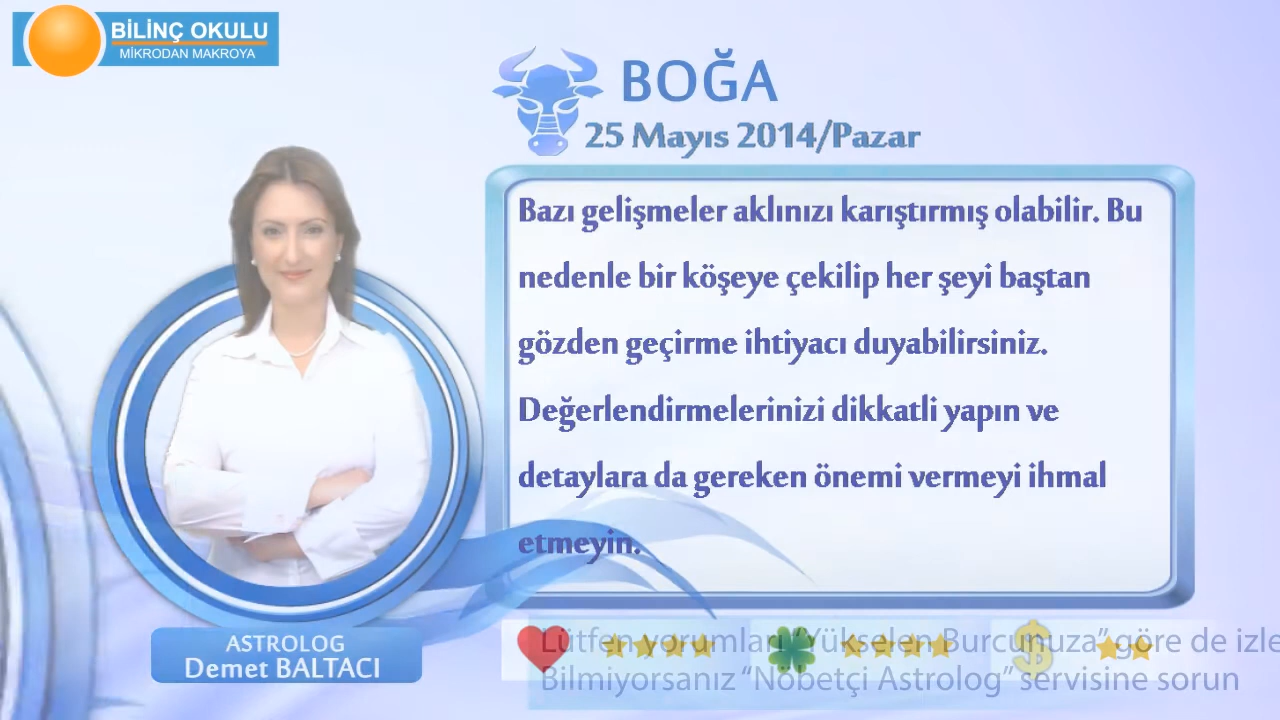 BİLİNÇ OKULU
MİKRODAN MAKROYA
BOĞA
25 Mayıs 2014/Pazar
Bazı gelişmeler aklınızı karıştırmış olabilir. Bu
nedenle bir köşeye çekilip her şeyi baştan
gözden geçirme ihtiyacı duyabilirsiniz.
Değerlendirmelerinizi dikkatli yapın ve
detaylara da gereken önemi vermeyi ihmal
etmeyin.
ASTROLOG
Demet BALTACI
Lütfen yorumları “Yükselen Burcunuza” göre de izle
Bilmiyorsanız “Nöbetçi Astrolog” servisine sorun